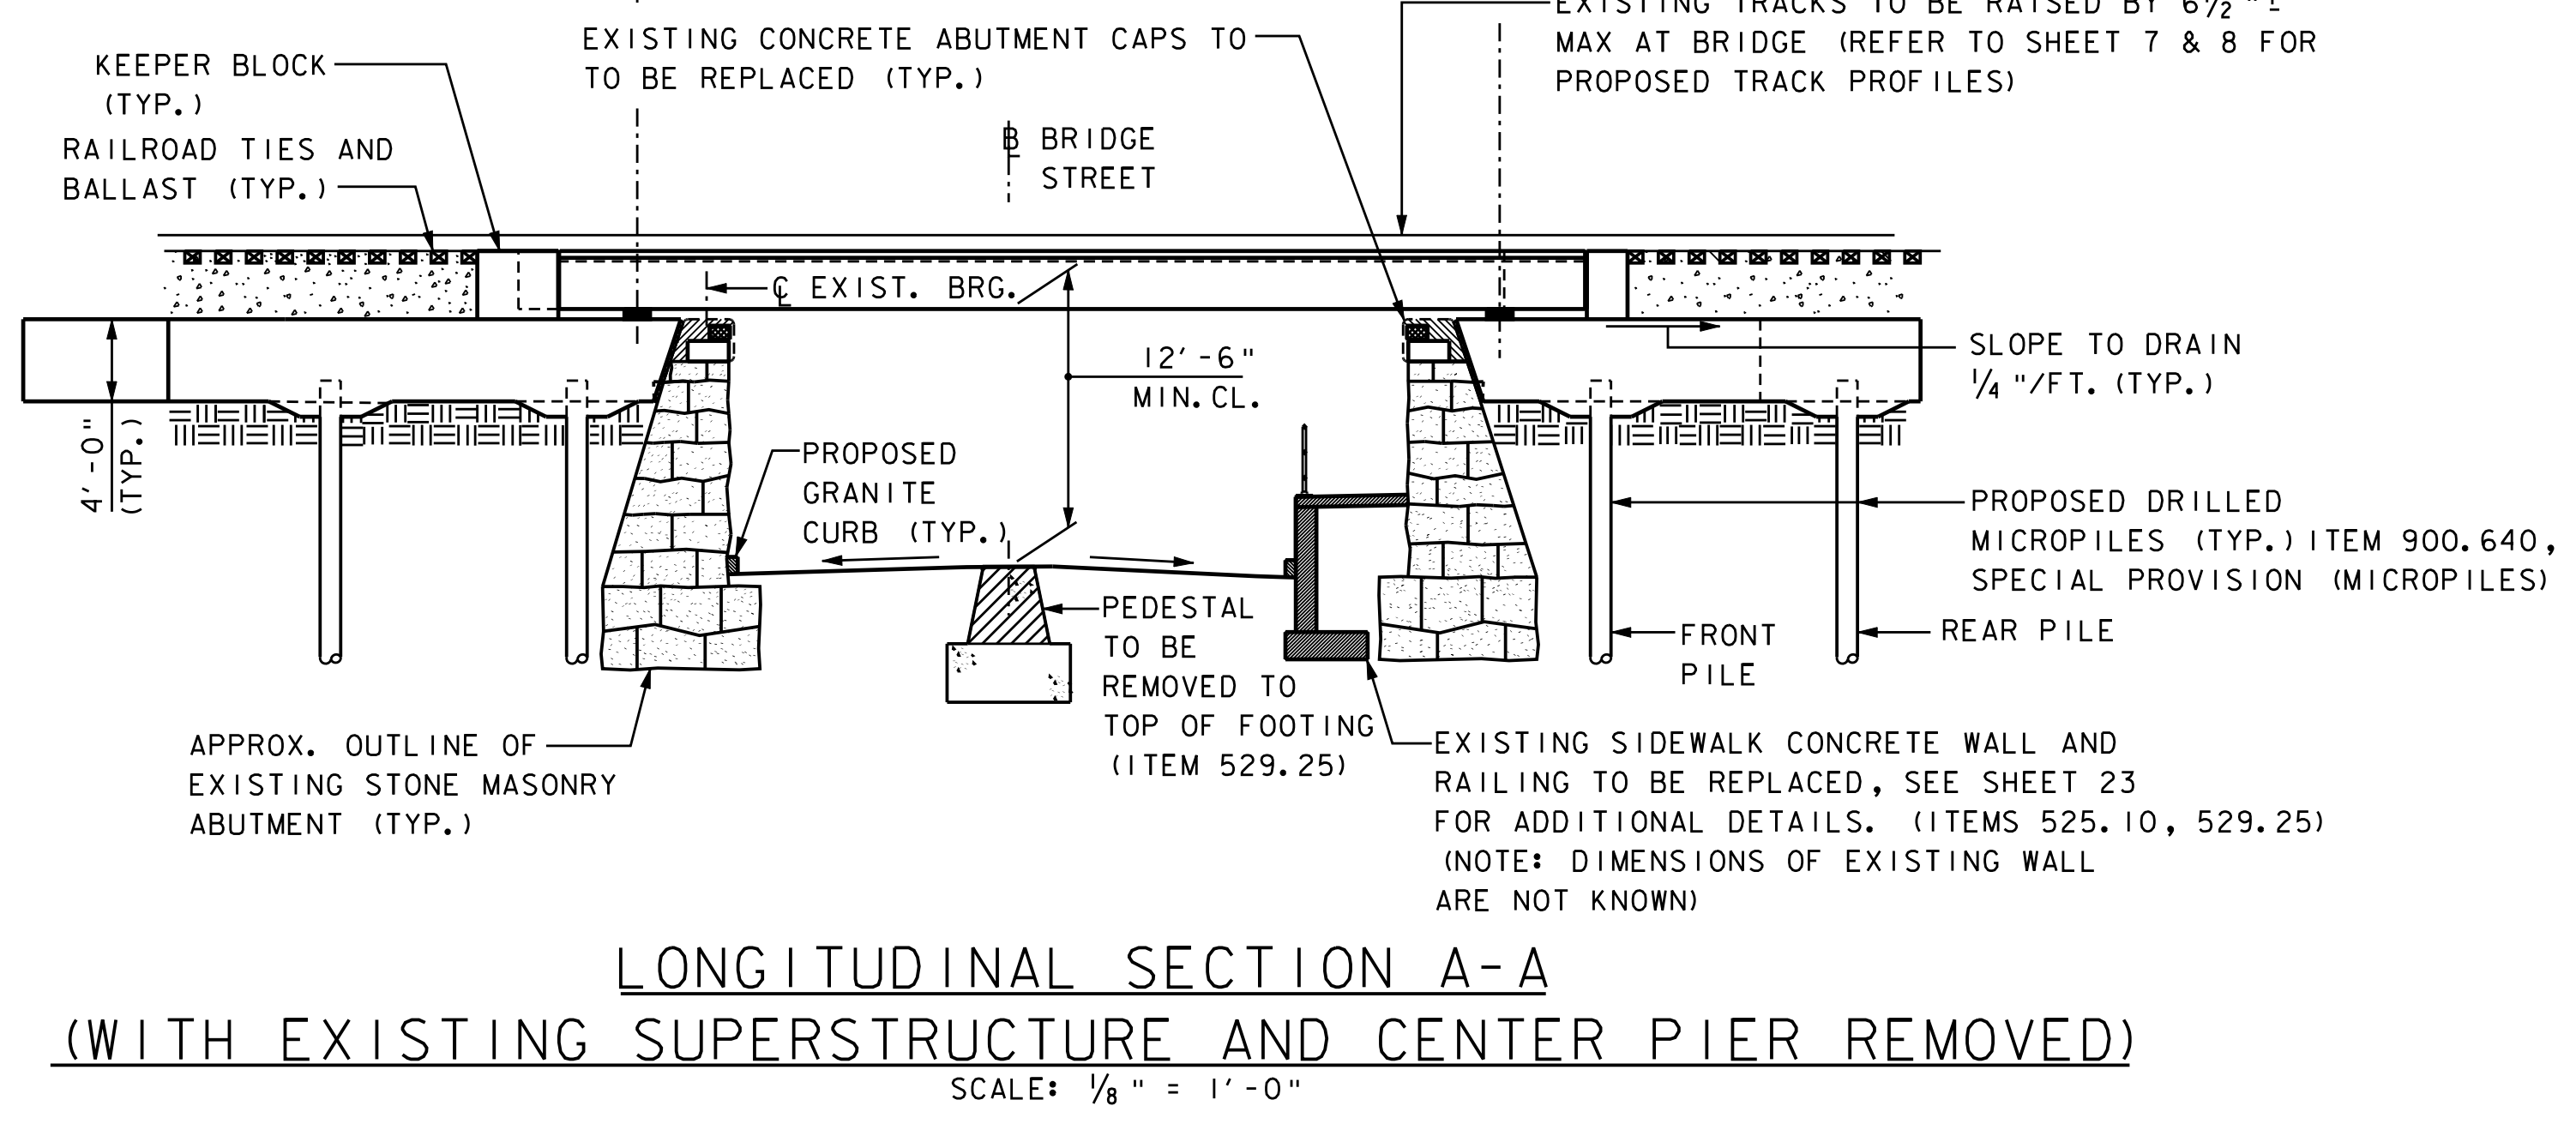 EXISTING TRACKS TO BE RAISED BY 6½"±
MAX AT BRIDGE (REFER TO SHEET 7 & 8 FOR
PROPOSED TRACK PROFILES)
EXISTING CONCRETE ABUTMENT CAPS TO
TO BE REPLACED (TYP.)
KEEPER BLOCK
(TYP.)
RAILROAD TIES AND
BALLAST (TYP.)
B BRIDGE
STREET
CL EXIST. BRG.
12'-6"
MIN.CL.
SLOPE TO DRAIN
¼"/FT. (TYP.)
4'-0"
(TYP.)
PROPOSED
GRANITE
CURB (TYP.)
PROPOSED DRILLED
MICROPILES (TYP.) ITEM 900.640,
SPECIAL PROVISION (MICROPILES)
PEDESTAL
TO BE
REMOVED TO
TOP OF FOOTING
(ITEM 529.25)
FRONT
PILE
REAR PILE
APPROX. OUTLINE OF
EXISTING STONE MASONRY
ABUTMENT (TYP.)
EXISTING SIDEWALK CONCRETE WALL AND
RAILING TO BE REPLACED, SEE SHEET 23
FOR ADDITIONAL DETAILS. (ITEMS 525.10, 529.25)
(NOTE: DIMENSIONS OF EXISTING WALL
ARE NOT KNOWN)
LONGITUDINAL SECTION A-A
(WITH EXISTING SUPERSTRUCTURE AND CENTER PIER REMOVED)
SCALE: ⅛" = 1'-0"